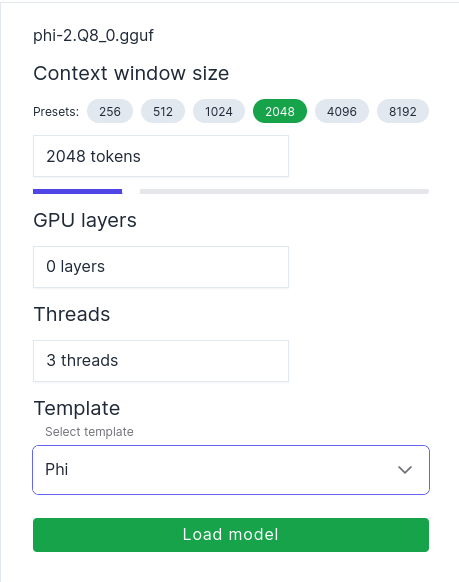 phi-2.Q8_0.gguf
Context window size
Presets: 256 512 1024 2048 4096 8192
2048 tokens
GPU layers
0 layers
Threads
3 threads
Template
Select template
Phi
Load model